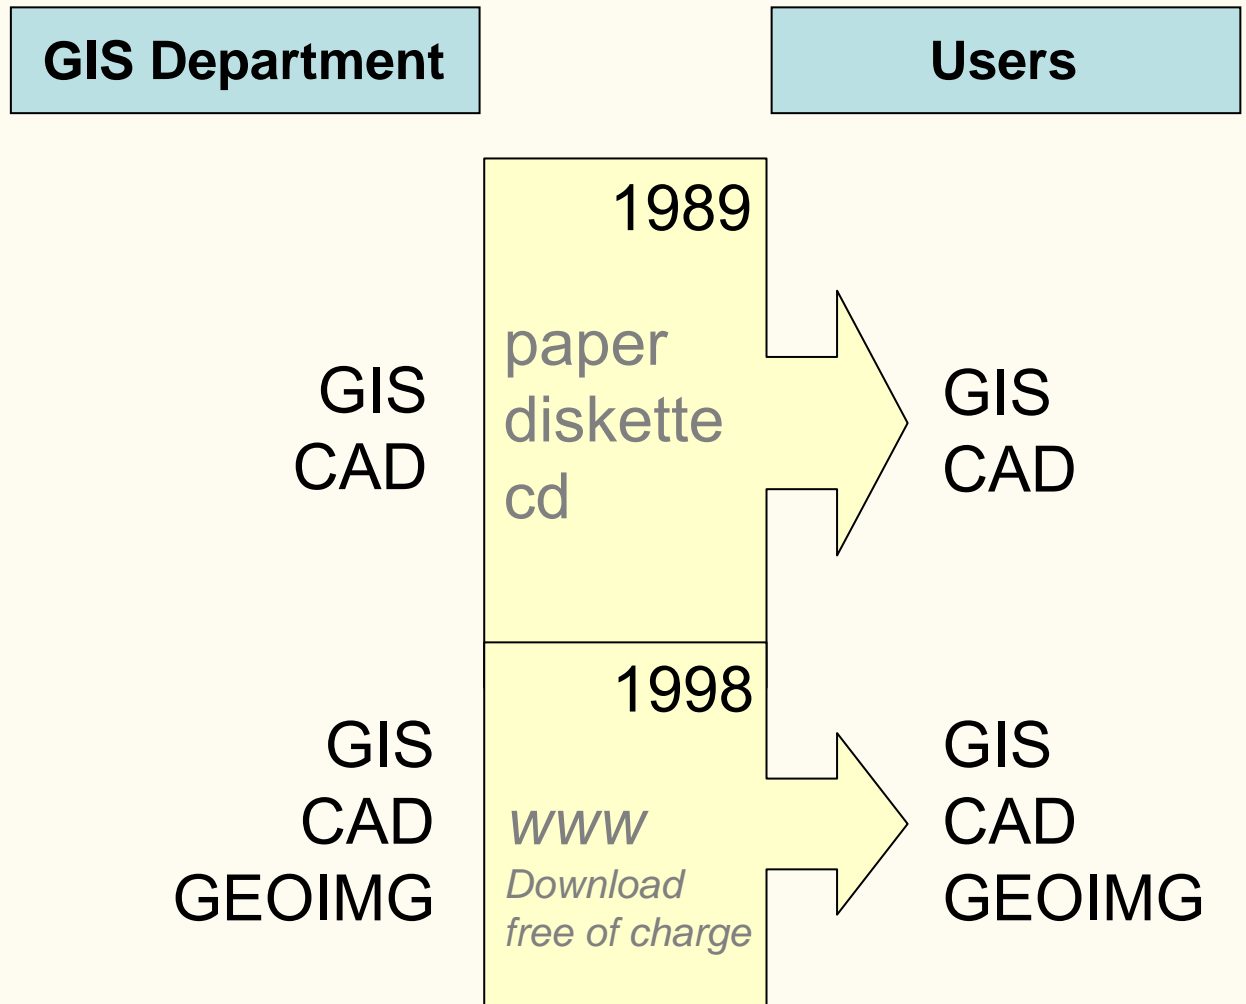 GIS Department
Users
1989
paper
diskette
cd
GIS
CAD
GIS
CAD
1998
www
Download
free of charge
GIS
CAD
GEOIMG
GIS
CAD
GEOIMG